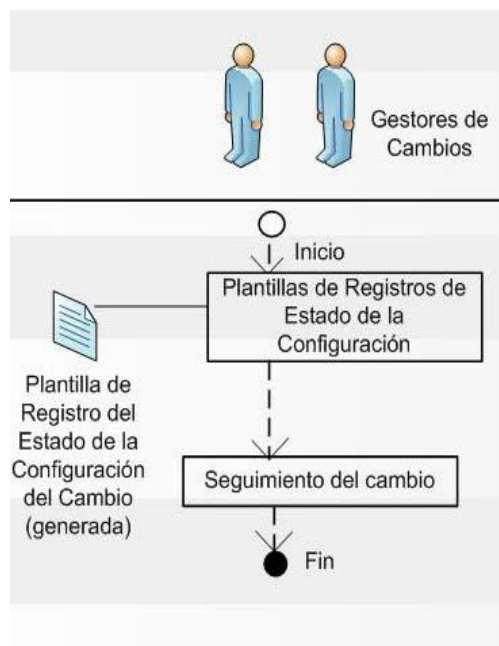 Gestores de
Cambios
Inicio
Plantillas de Registros de
Estado de la
Configuración
Plantilla de
Registro del
Estado de la
Configuración
del Cambio
(generada)
Seguimiento del cambio
Fin